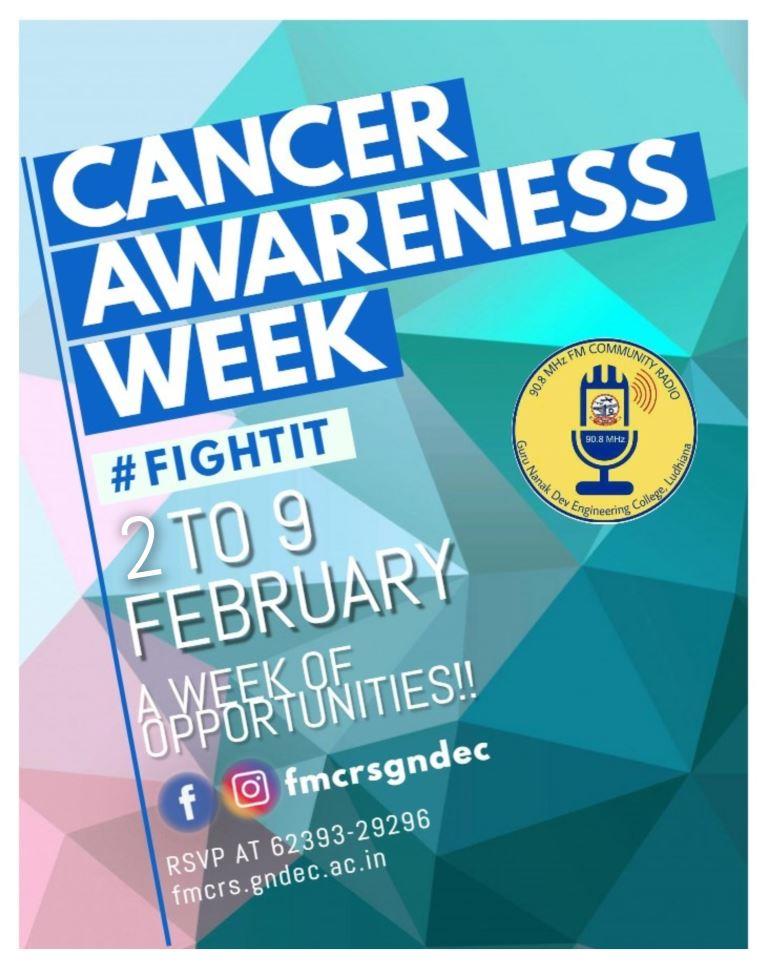 CANCER
AWARENESS
WEEK
#FIGHTIT
2 TO 9
FEBRUARY
A WEEK OF
OPPORTUNITIES!!
fmcrsgndec
RSVP AT 62393-29296
fmcrs.gndec.ac.in
90.8 MHz FM COMMUNITY RADIO
90.8 MHz
Guru Nanak Dev Engineering College, Ludhiana